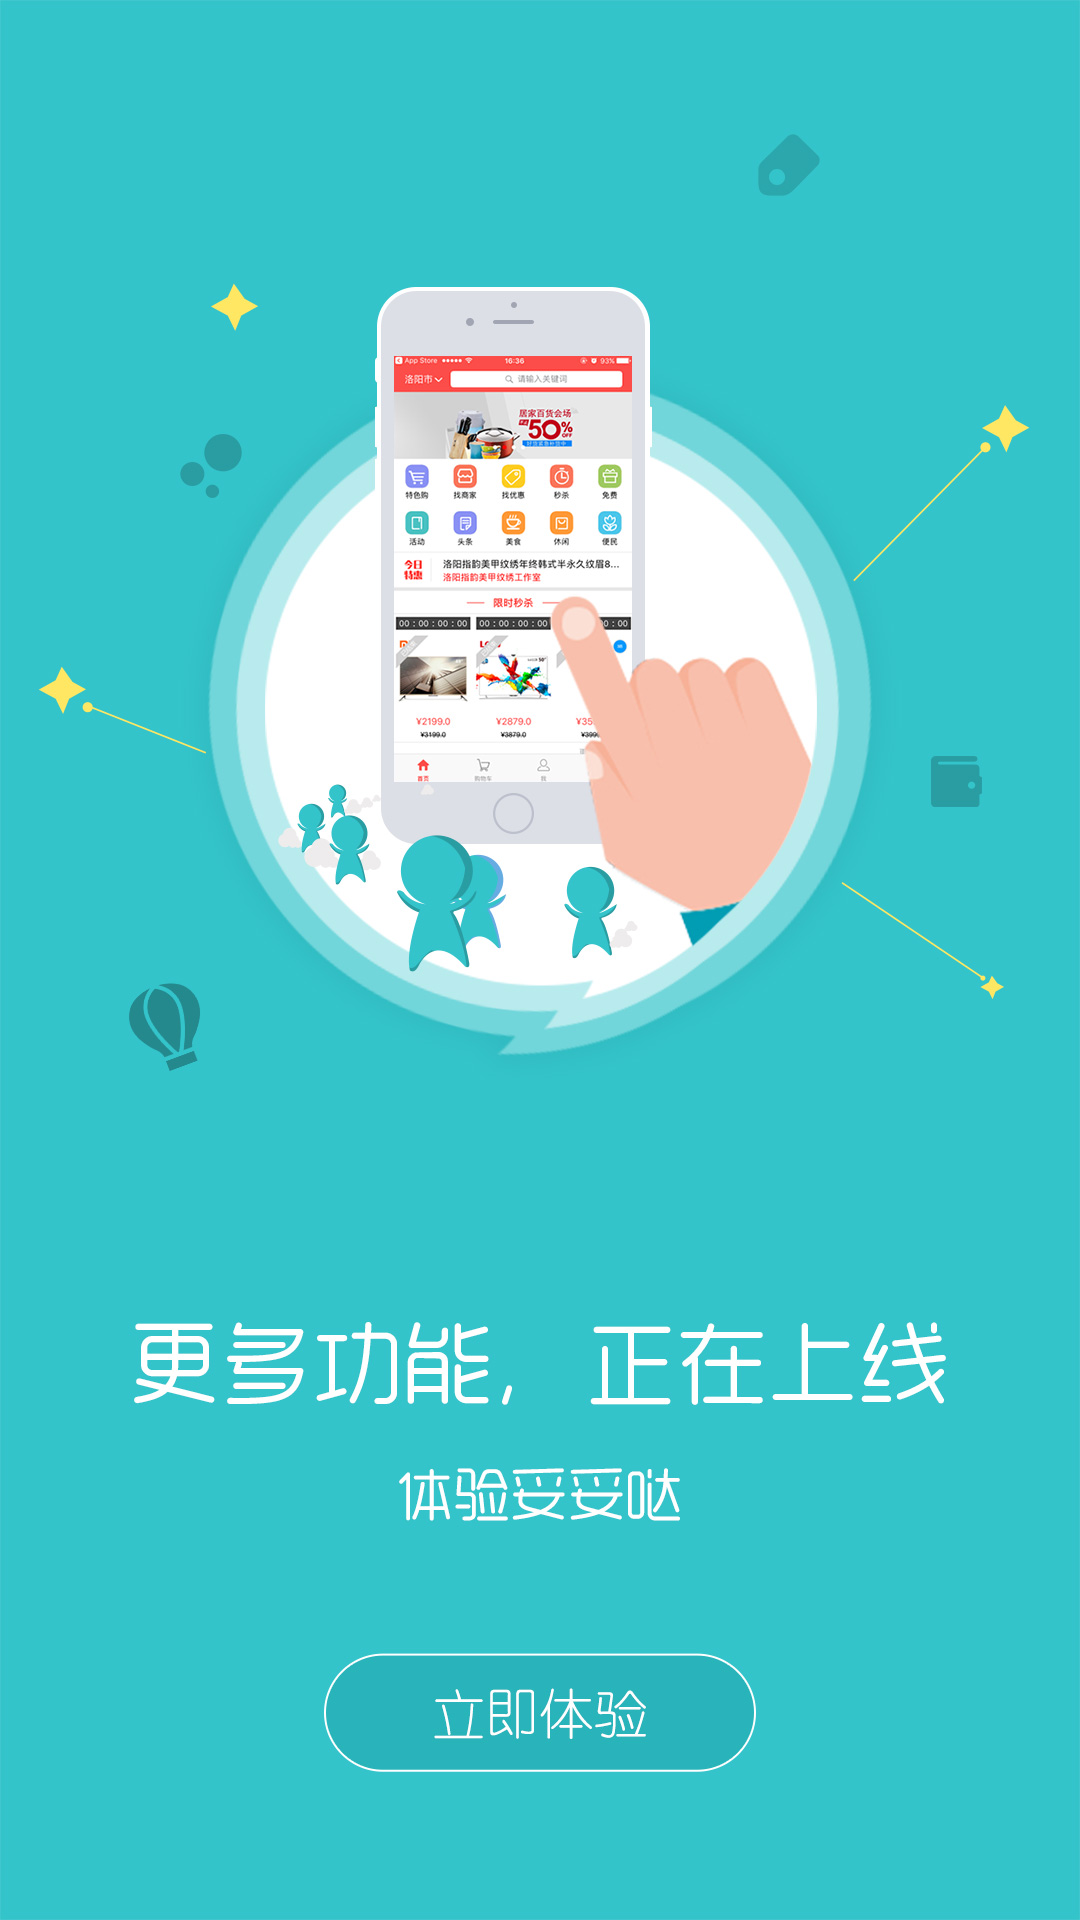 App Store 16:36 93%
洛阳市 请输入关键词
居家百货会场
50% OFF
特色购 找商家 找优惠 秒杀 免费
活动 头条 美食 休闲 便民
今日特惠
洛阳指韵美甲纹绣年终韩式半永久纹眉8...
洛阳指韵美甲纹绣工作室
限时秒杀
00 : 00 : 00 : 00 00 : 00 : 00 : 00 : 00
¥2199.0 ¥2879.0 ¥35
¥3199.0 ¥3879.0 ¥399
首页 购物车 我
更多功能，正在上线
体验妥妥哒
立即体验